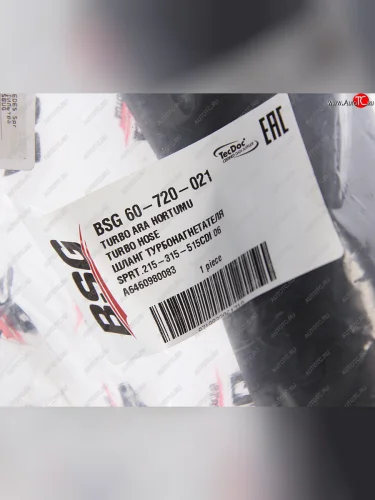 www.AutoTC.ru
TecDoc
EAC
BSG
BSG 60-720-021
TURBO ARA HORTUMU
TURBO HOSE
ШЛАНГ ТУРБОНАГНЕТАТЕЛЯ
SPRT.215-315-515CDI 06
A6460980083
1 piece